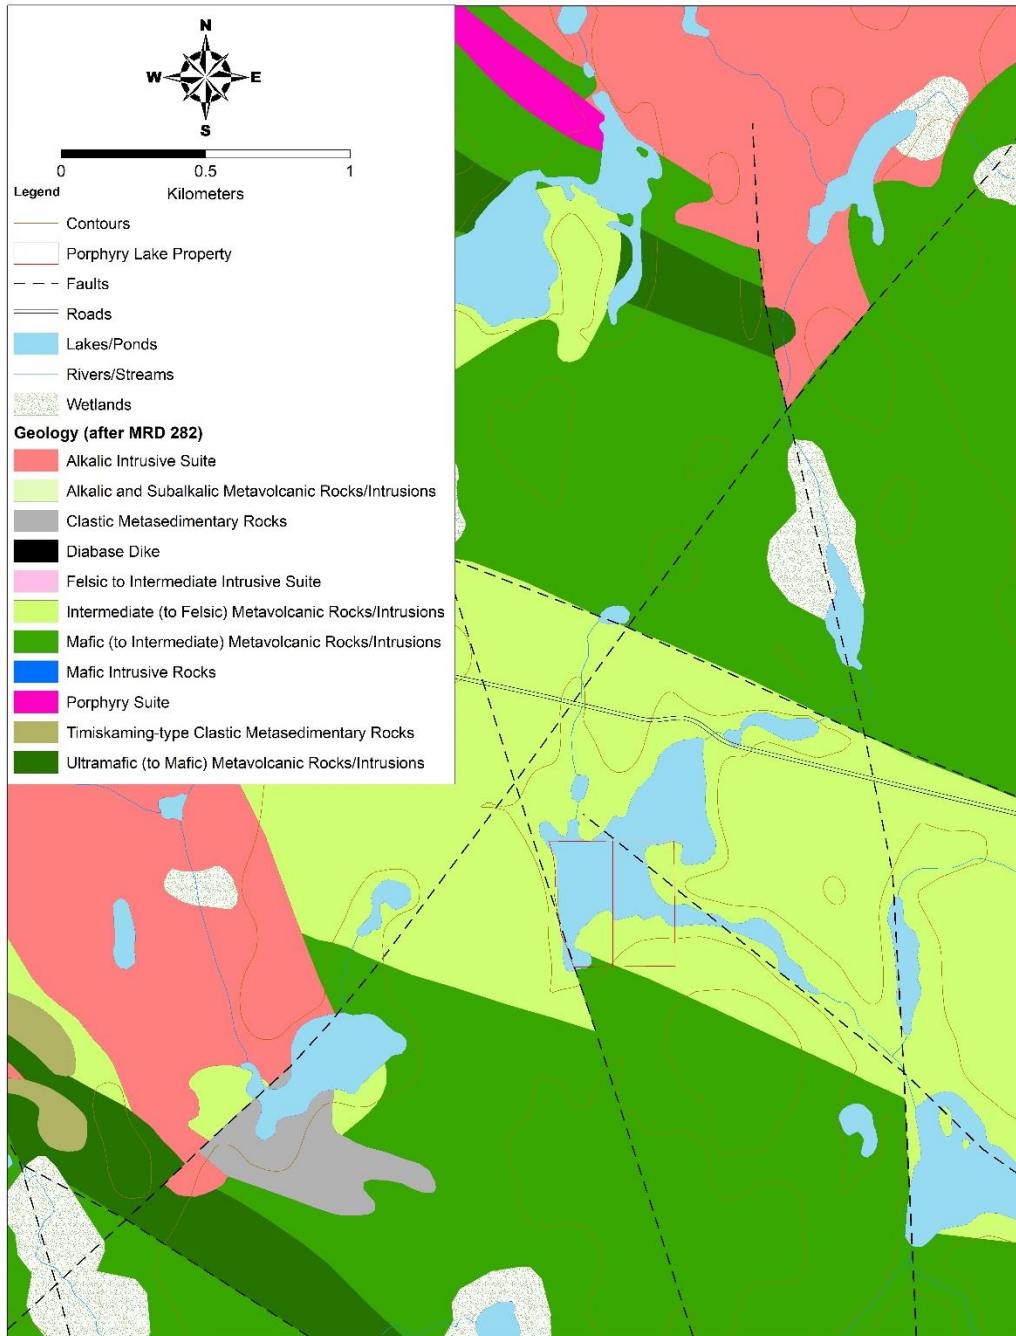 N
W E
S
0 0.5 1
Kilometers
Legend
Contours
Porphyry Lake Property
Faults
Roads
Lakes/Ponds
Rivers/Streams
Wetlands
Geology (after MRD 282)
Alkalic Intrusive Suite
Alkalic and Subalkalic Metavolcanic Rocks/Intrusions
Clastic Metasedimentary Rocks
Diabase Dike
Felsic to Intermediate Intrusive Suite
Intermediate (to Felsic) Metavolcanic Rocks/Intrusions
Mafic (to Intermediate) Metavolcanic Rocks/Intrusions
Mafic Intrusive Rocks
Porphyry Suite
Timiskaming-type Clastic Metasedimentary Rocks
Ultramafic (to Mafic) Metavolcanic Rocks/Intrusions